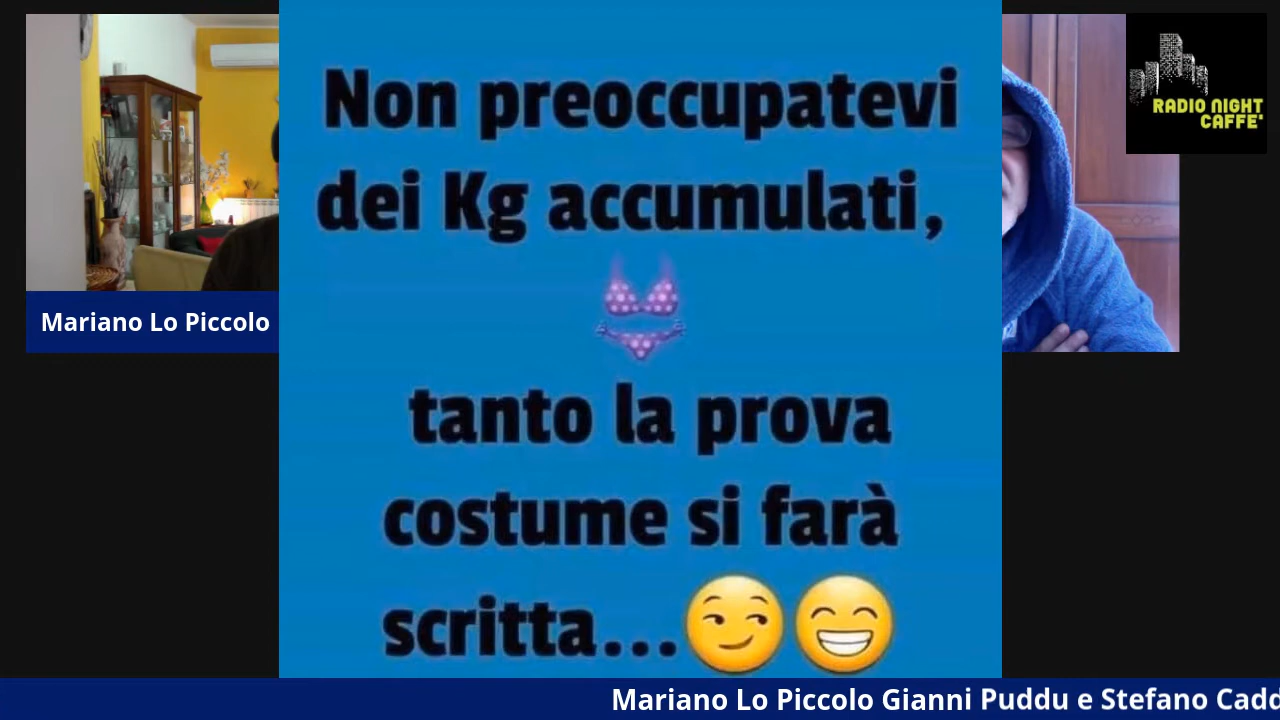 Non preoccupatevi
dei Kg accumulati,
tanto la prova
costume si farà
scritta...
RADIO NIGHT
CAFFE'
Mariano Lo Piccolo
Mariano Lo Piccolo Gianni Puddu e Stefano Cadd